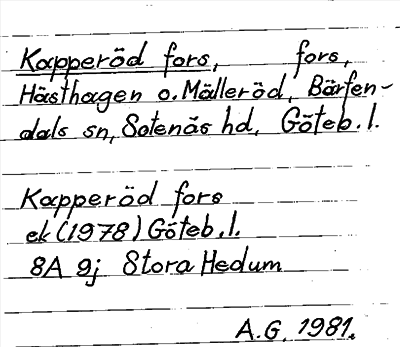 Kapperöd fors, fors,
Hästhagen o. Mälleröd, Bärfen-
dals sn, Sotenäs hd, Göteb. l.
Kapperöd fors
ek (1978) Göteb. l.
8A 9j Stora Hedum
A.G. 1981.